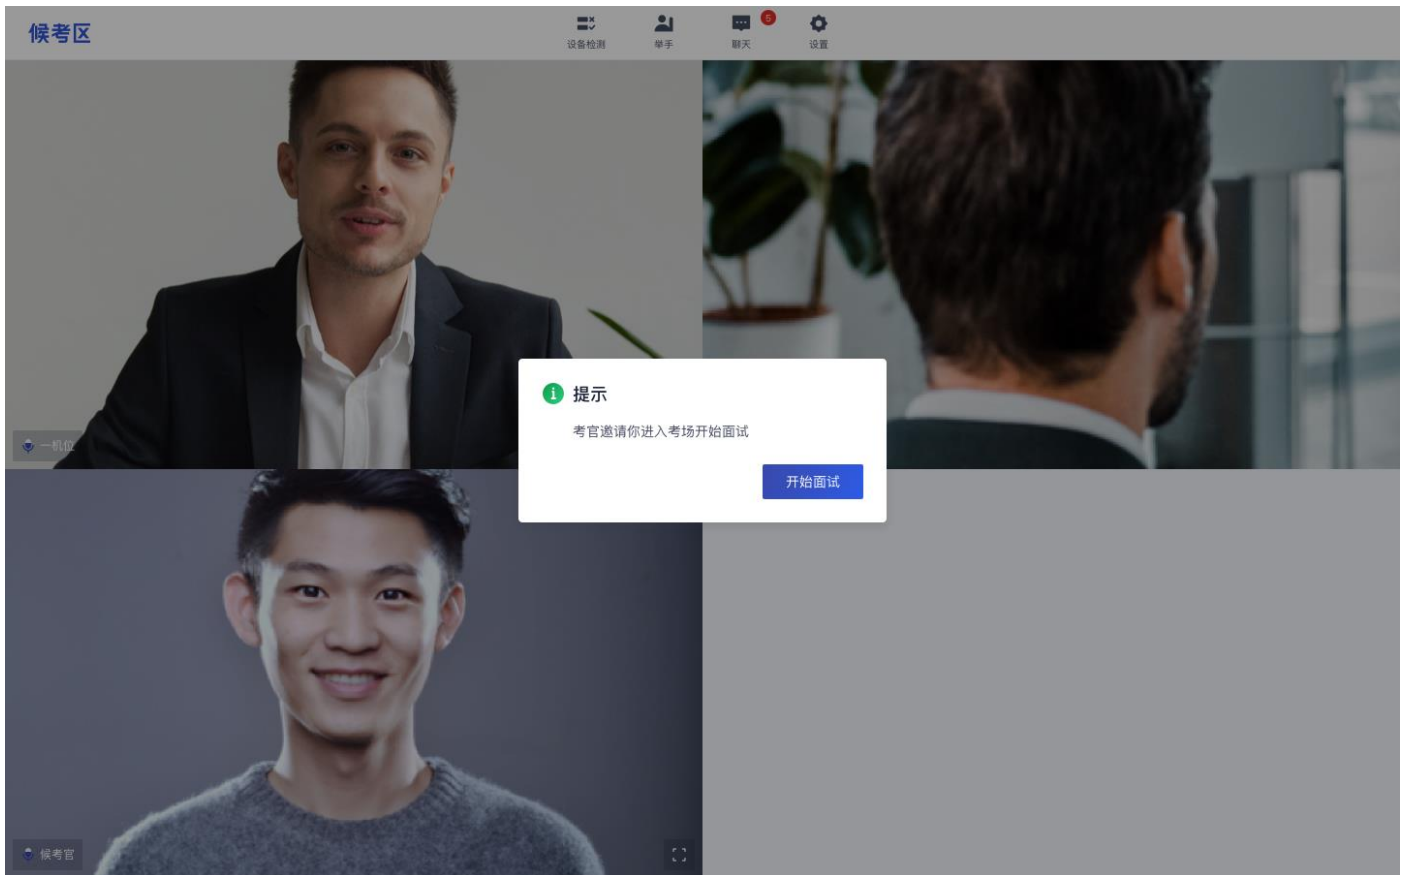 候考区
设备检测
举手
聊天
5
设置
提示
考官邀请你进入考场开始面试
开始面试
一机位
候考官